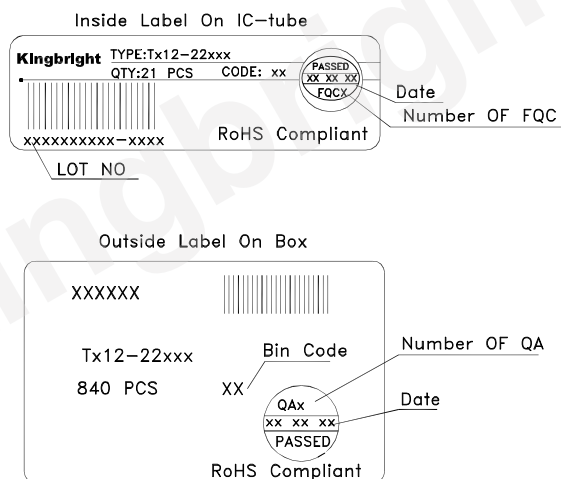 Inside Label On IC-tube
Kingbright TYPE:Tx12-22xxx
QTY:21 PCS CODE: xx
PASSED
XX XX XX
FQCX
Date
Number OF FQC
RoHS Compliant
xxxxxxxxxx-xxxx
LOT NO
Outside Label On Box
XXXXXX
Tx12-22xxx
Bin Code
Number OF QA
840 PCS
XX
QAx
Date
xx xx xx
PASSED
RoHS Compliant